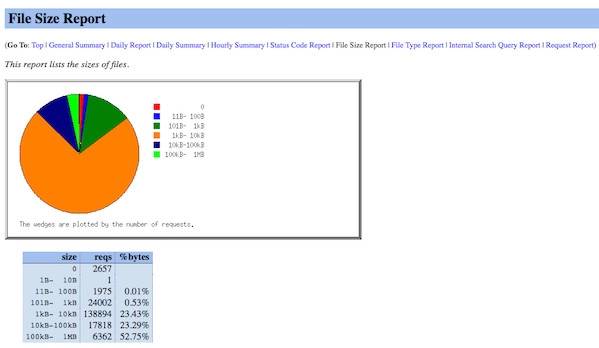 File Size Report
(Go To: Top | General Summary | Daily Report | Daily Summary | Hourly Summary | Status Code Report | File Size Report | File Type Report | Internal Search Query Report | Request Report)
This report lists the sizes of files.
0
11B- 100B
101B- 1kB
1kB- 10kB
10kB-100kB
100kB- 1MB
The wedges are plotted by the number of requests.
size reqs %bytes
0 2657
1B- 10B 1
11B- 100B 1975 0.01%
101B- 1kB 24002 0.53%
1kB- 10kB 138894 23.43%
10kB-100kB 17818 23.29%
100kB- 1MB 6362 52.75%